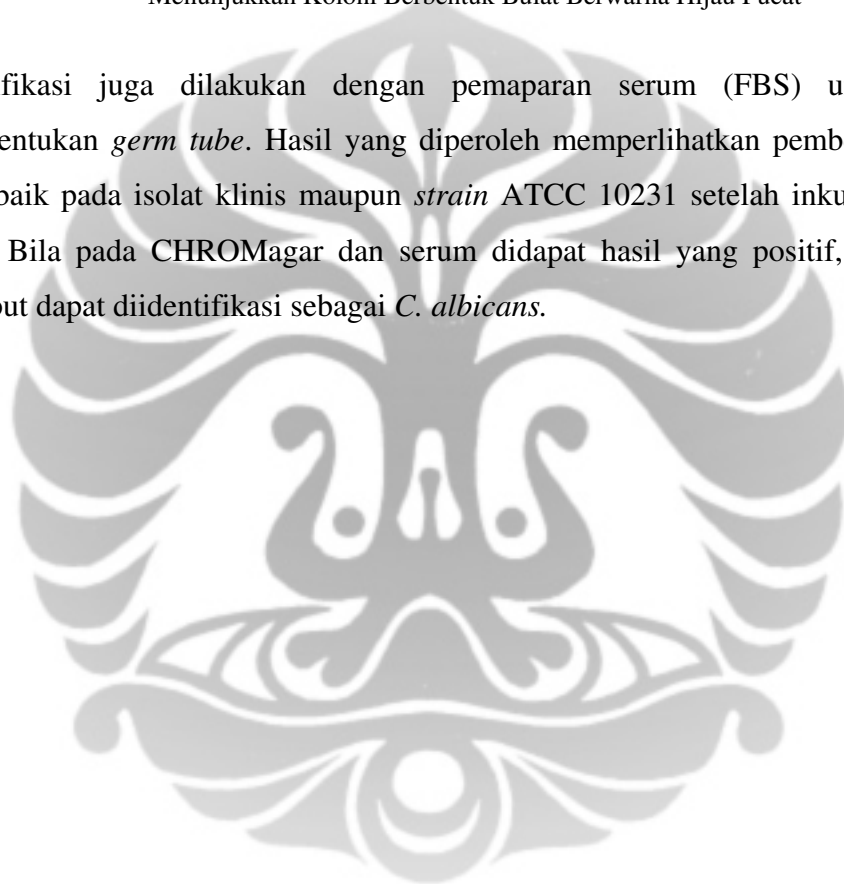 Menunjukkan Koloni Berbentuk Bulat Berwarna Hijau Pucat
fikasi juga dilakukan dengan pemaparan serum (FBS) u
entukan germ tube. Hasil yang diperoleh memperlihatkan pemb
baik pada isolat klinis maupun strain ATCC 10231 setelah inku
Bila pada CHROMagar dan serum didapat hasil yang positif,
but dapat diidentifikasi sebagai C. albicans.